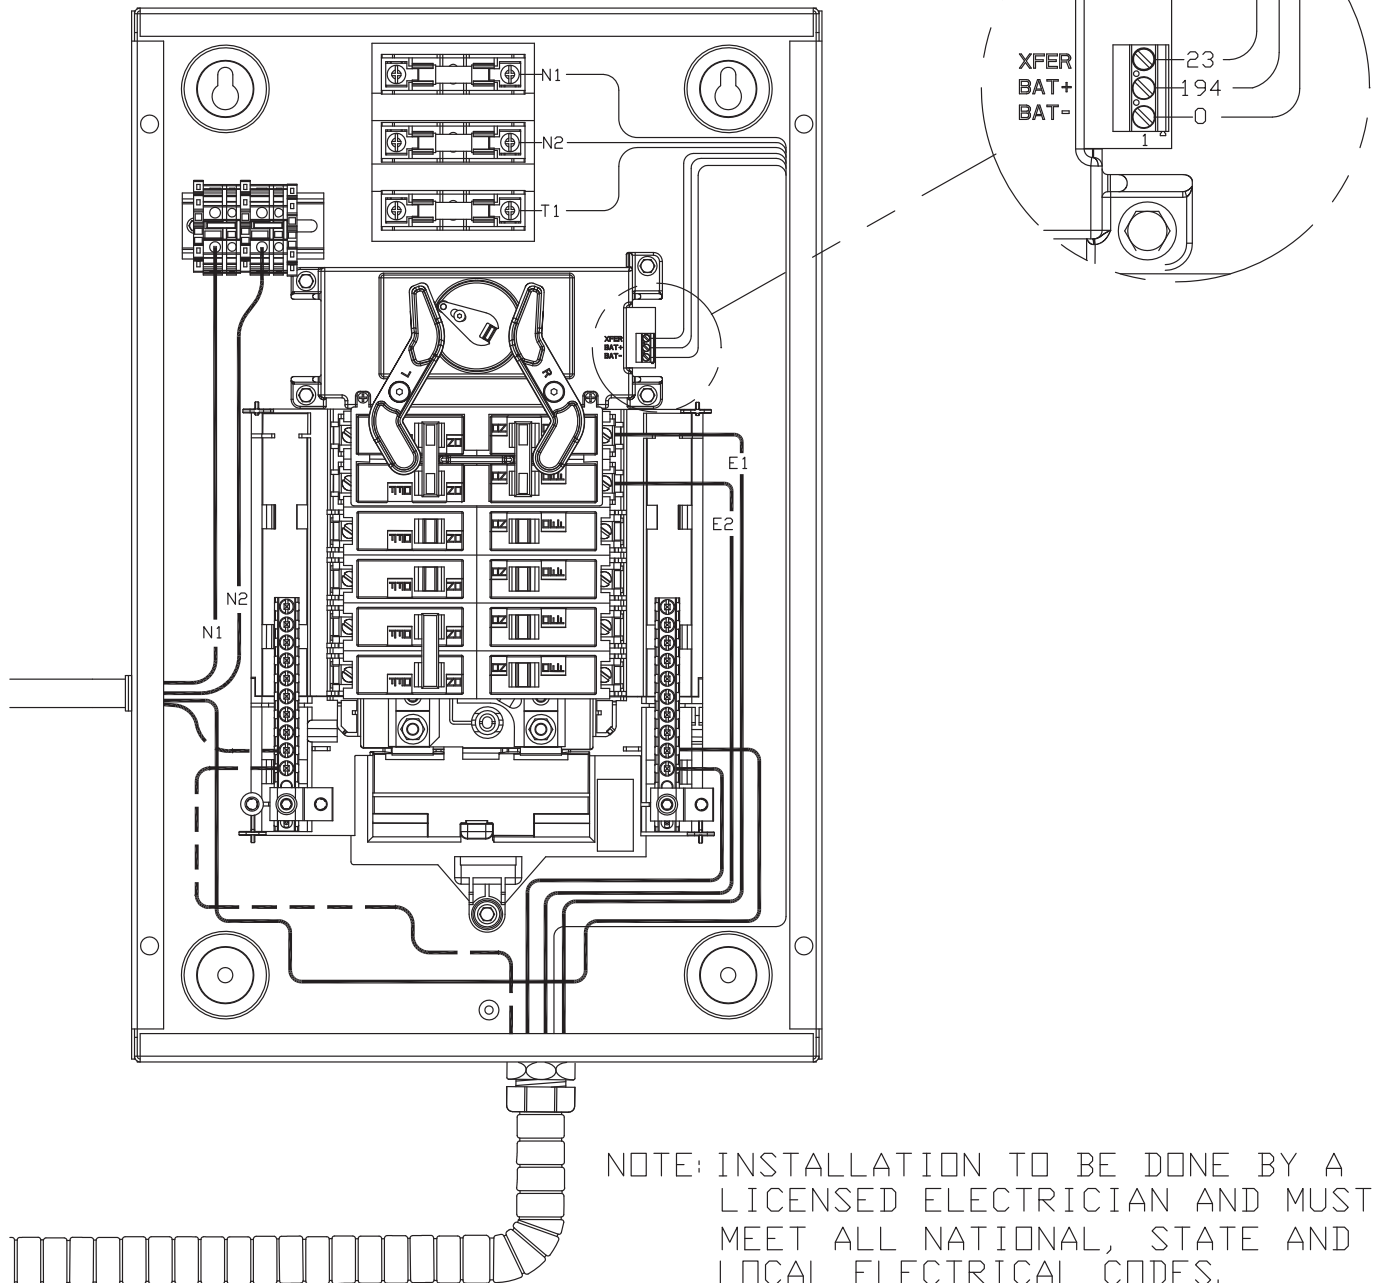 N1
N2
T1
XFER 23
BAT+ 194
BAT- 0
1
XFER
BAT+
BAT-
L
R
E1
E2
N2
N1
NOTE: INSTALLATION TO BE DONE BY A
LICENSED ELECTRICIAN AND MUST
MEET ALL NATIONAL, STATE AND
LOCAL ELECTRICAL CODES.